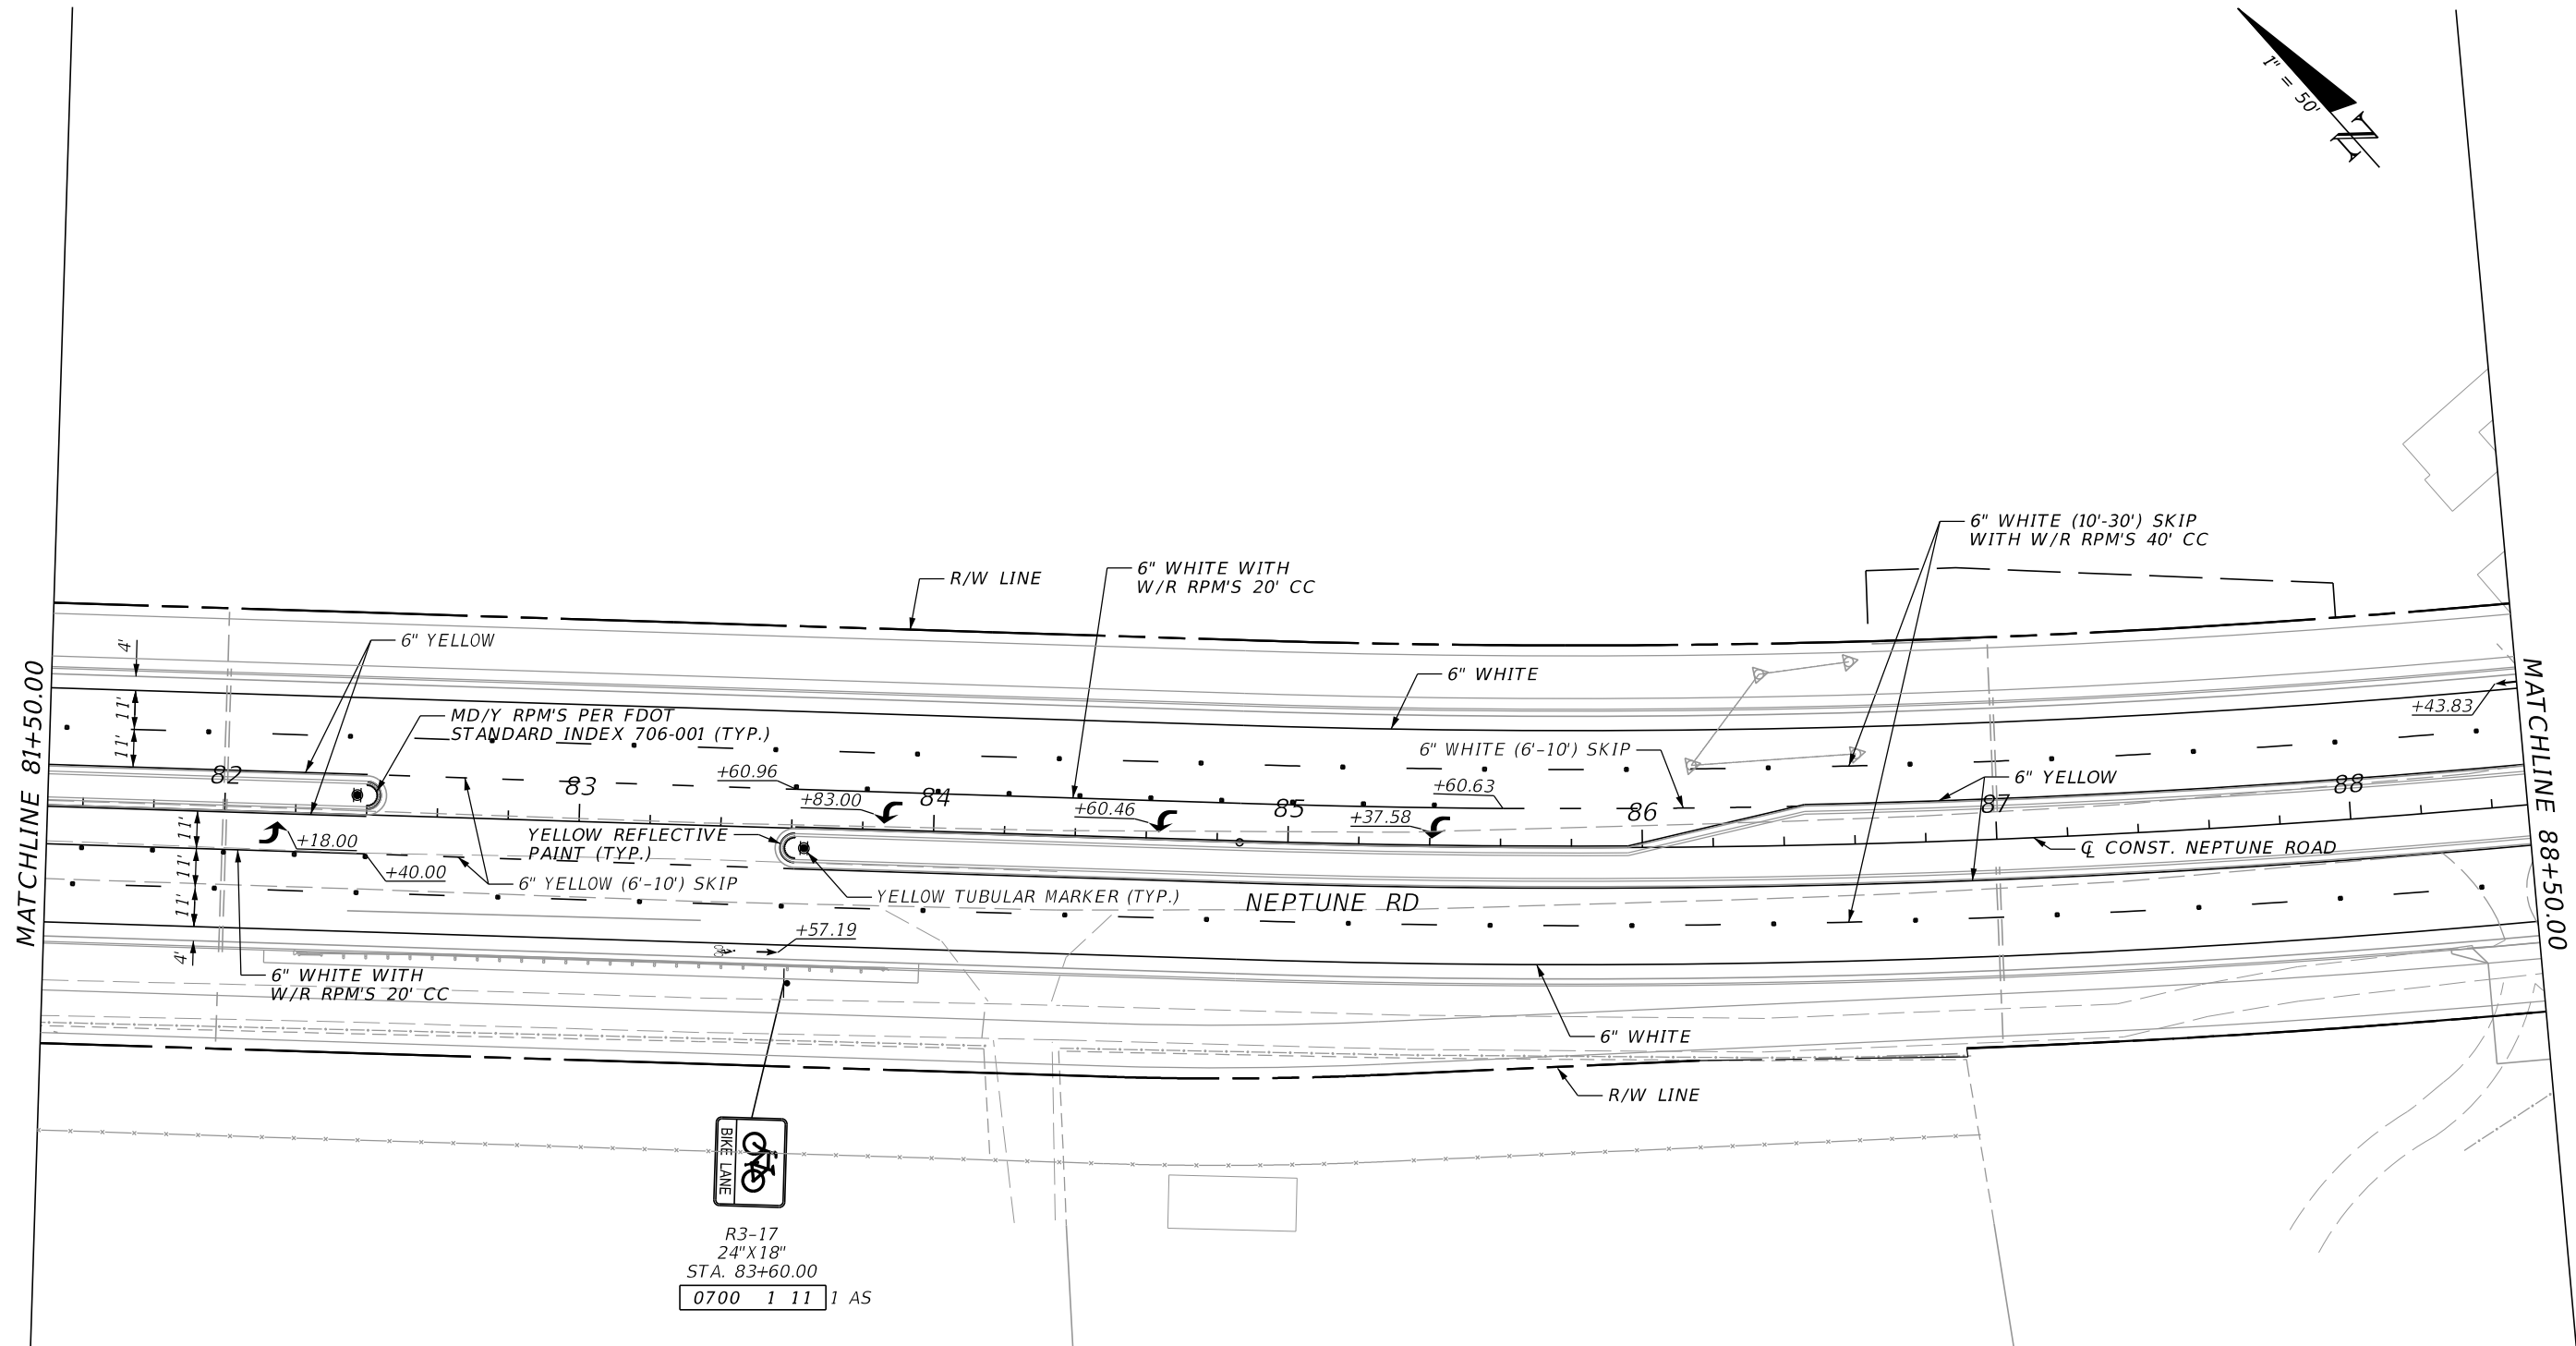 1" = 50'
N
MATCHLINE 81+50.00
MATCHLINE 88+50.00
6" WHITE (10'-30') SKIP
WITH W/R RPM'S 40' CC
R/W LINE
6" WHITE WITH
W/R RPM'S 20' CC
4'
6" YELLOW
6" WHITE
11'
11'
MD/Y RPM'S PER FDOT
STANDARD INDEX 706-001 (TYP.)
+43.83
6" WHITE (6'-10') SKIP
82
83
84
85
86
87
88
+60.96
+83.00
+60.46
+60.63
+37.58
6" YELLOW
11'
11'
11'
4'
+18.00
+40.00
YELLOW REFLECTIVE
PAINT (TYP.)
6" YELLOW (6'-10') SKIP
YELLOW TUBULAR MARKER (TYP.)
NEPTUNE RD
CL CONST. NEPTUNE ROAD
+57.19
6" WHITE WITH
W/R RPM'S 20' CC
6" WHITE
R/W LINE
BIKE LANE
R3-17
24"X18"
STA. 83+60.00
0700 1 11 1 AS